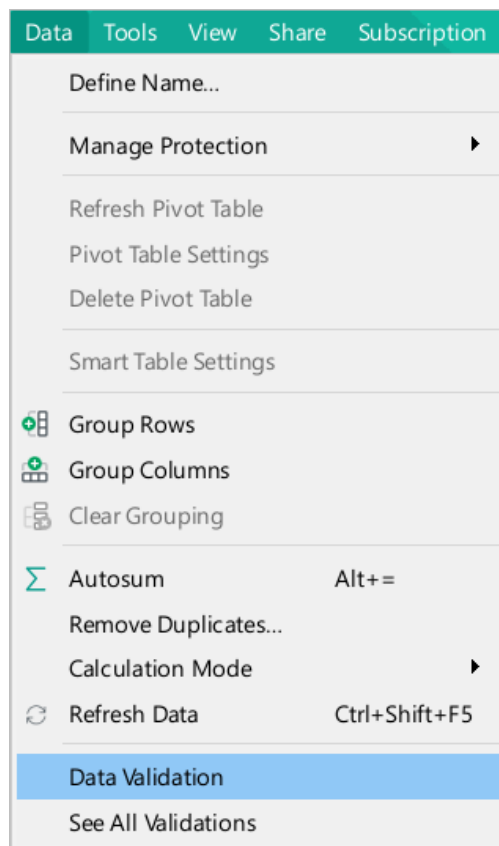 Data Tools View Share Subscription
Define Name...
Manage Protection
Refresh Pivot Table
Pivot Table Settings
Delete Pivot Table
Smart Table Settings
Group Rows
Group Columns
Clear Grouping
Autosum Alt+=
Remove Duplicates...
Calculation Mode
Refresh Data Ctrl+Shift+F5
Data Validation
See All Validations